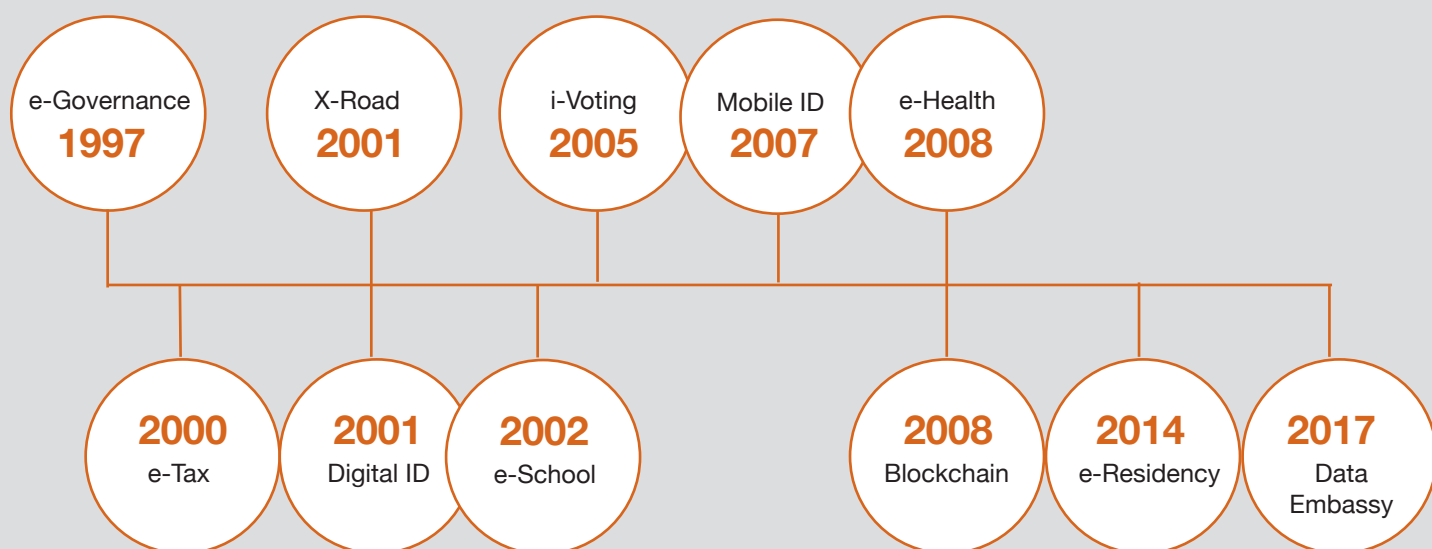 e-Governance
1997
X-Road
2001
i-Voting
2005
Mobile ID
2007
e-Health
2008
2000
e-Tax
2001
Digital ID
2002
e-School
2008
Blockchain
2014
e-Residency
2017
Data
Embassy